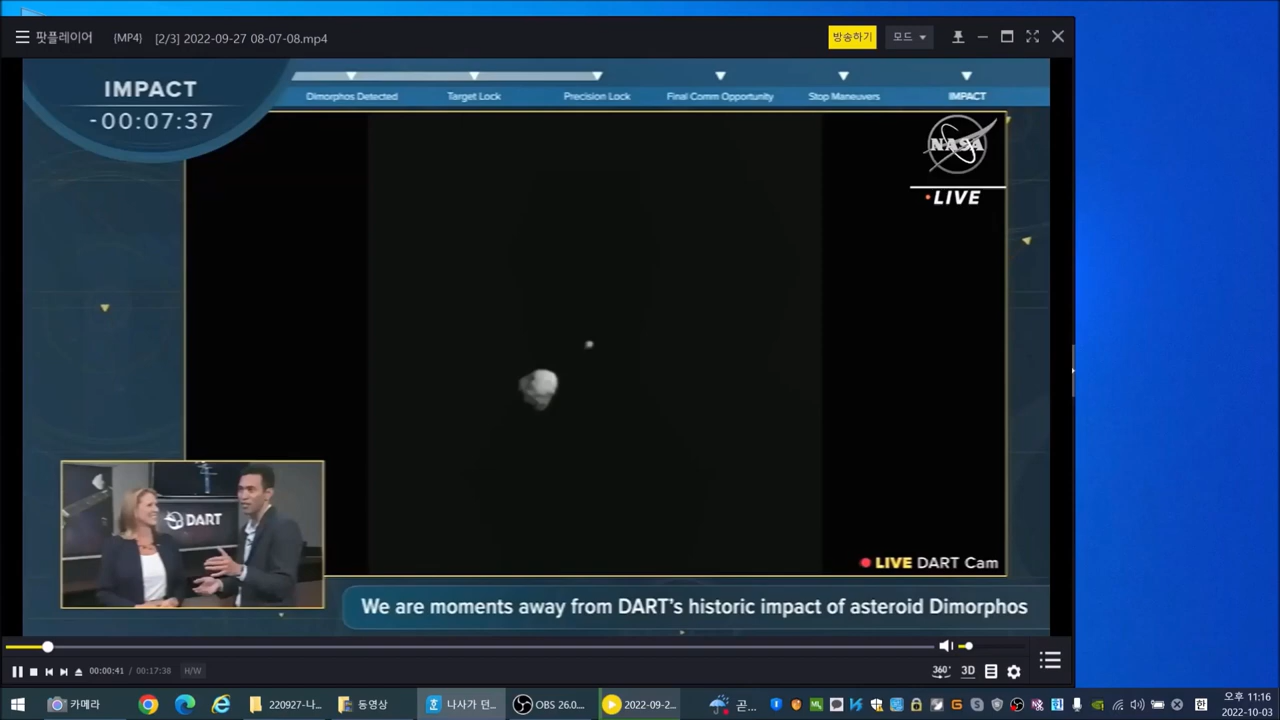 팟플레이어 (MP4) [2/3] 2022-09-27 08-07-08.mp4 방송하기 모드
IMPACT
-00:07:37
Dimorphos Detected Target Lock Precision Lock Final Comm Opportunity Stop Maneuvers IMPACT
NASA
LIVE
DART
LIVE DART Cam
We are moments away from DART's historic impact of asteroid Dimorphos
00:00:41 / 00:17:38 H/W 360° 3D
카메라 220927-나... 동영상 나사가 던... OBS 26.0.... 2022-09-2... 곧... ML 한
오후 11:16
2022-10-03